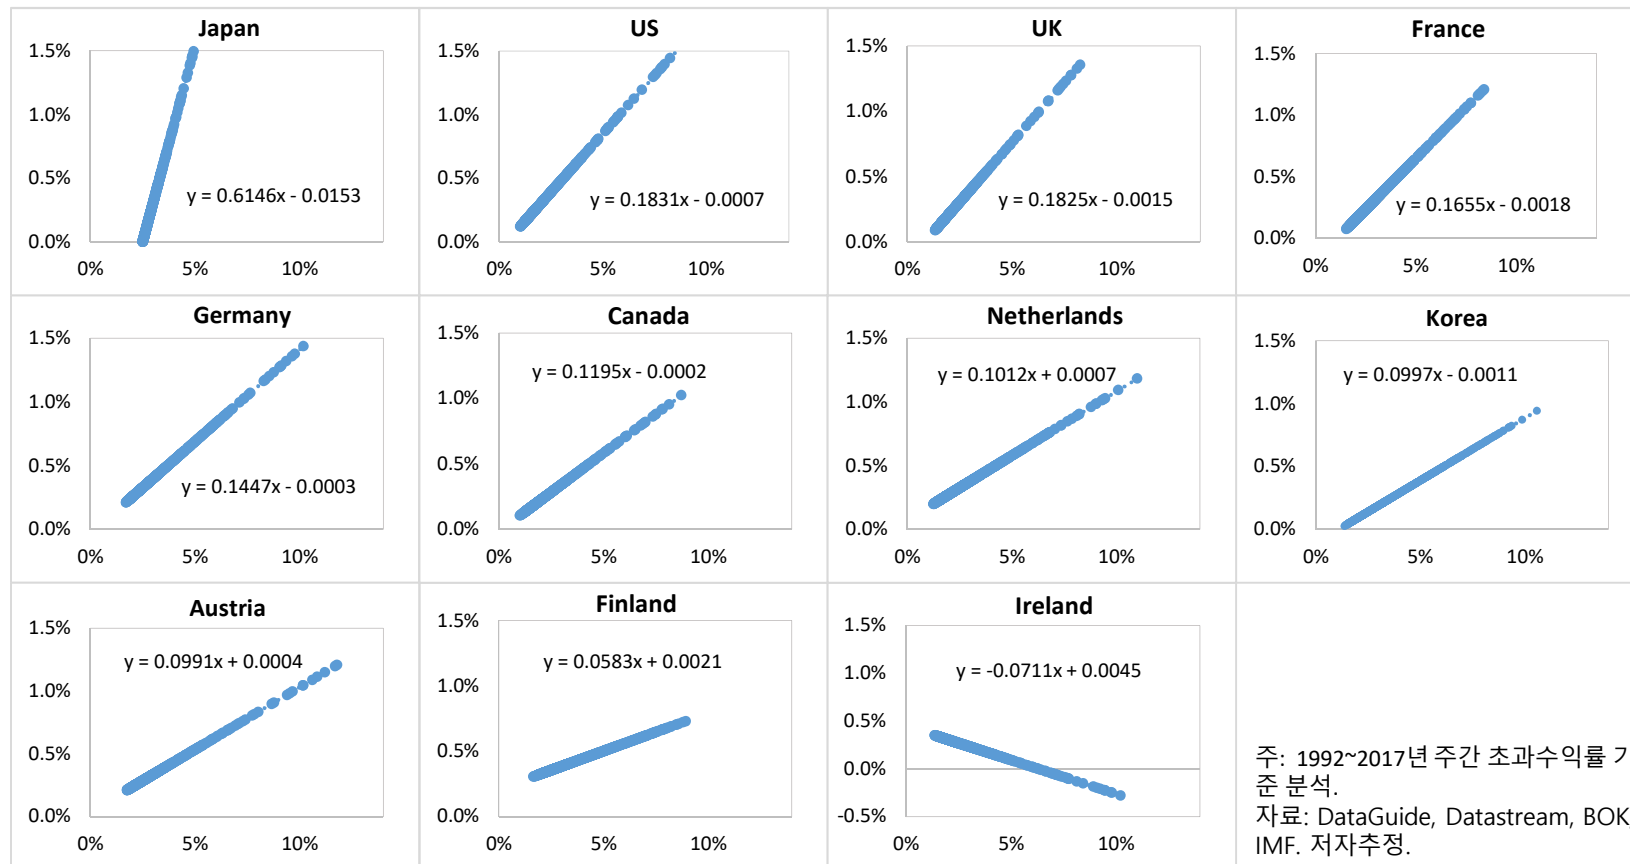 Japan
1.5%
1.0%
0.5%
0.0%
0% 5% 10%
y = 0.6146x - 0.0153
US
1.5%
1.0%
0.5%
0.0%
0% 5% 10%
y = 0.1831x - 0.0007
UK
1.5%
1.0%
0.5%
0.0%
0% 5% 10%
y = 0.1825x - 0.0015
France
1.5%
1.0%
0.5%
0.0%
0% 5% 10%
y = 0.1655x - 0.0018
Germany
1.5%
1.0%
0.5%
0.0%
0% 5% 10%
y = 0.1447x - 0.0003
Canada
1.5%
1.0%
0.5%
0.0%
0% 5% 10%
y = 0.1195x - 0.0002
Netherlands
1.5%
1.0%
0.5%
0.0%
0% 5% 10%
y = 0.1012x + 0.0007
Korea
1.5%
1.0%
0.5%
0.0%
0% 5% 10%
y = 0.0997x - 0.0011
Austria
1.5%
1.0%
0.5%
0.0%
0% 5% 10%
y = 0.0991x + 0.0004
Finland
1.5%
1.0%
0.5%
0.0%
0% 5% 10%
y = 0.0583x + 0.0021
Ireland
1.5%
1.0%
0.5%
0.0%
-0.5%
0% 5% 10%
y = -0.0711x + 0.0045
주: 1992~2017년 주간 초과수익률 기
준 분석.
자료: DataGuide, Datastream, BOK
IMF. 저자추정.